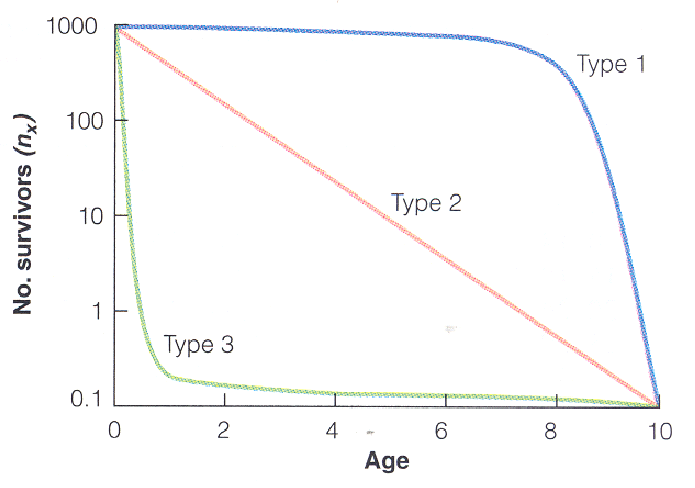 1000
100
10
1
0.1
No. survivors (nx)
Type 1
Type 2
Type 3
0 2 4 6 8 10
Age